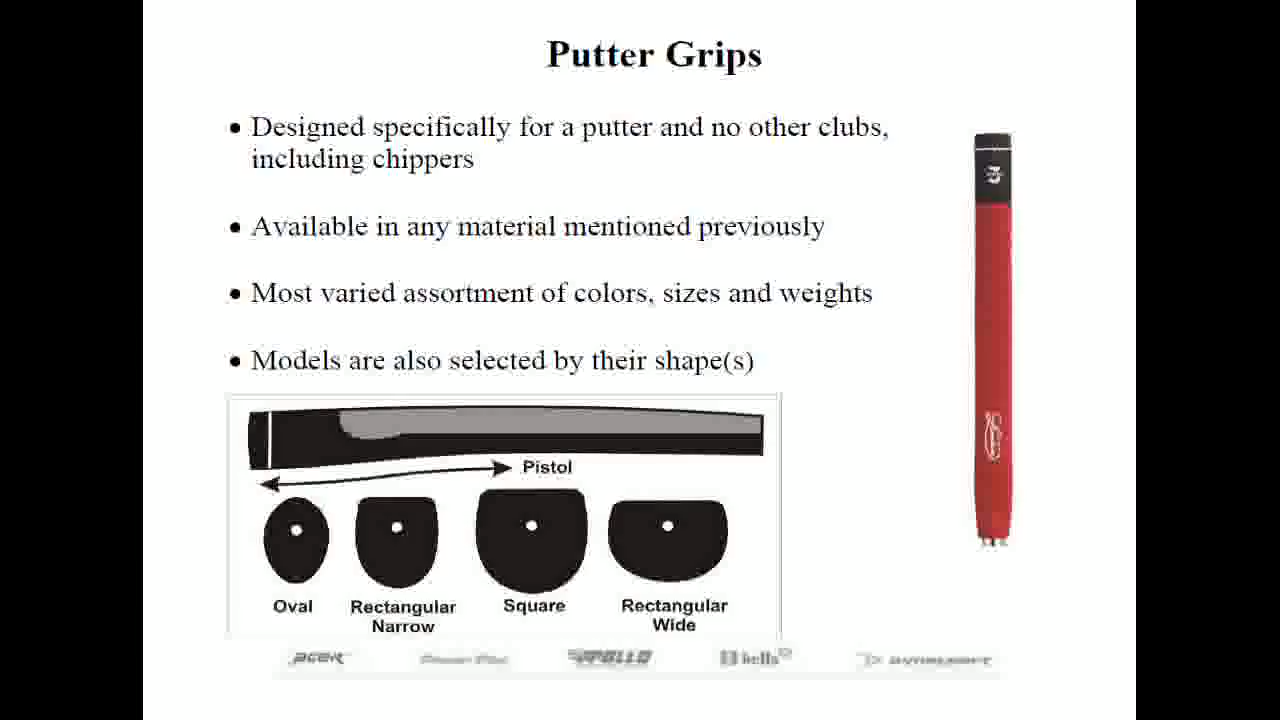 Putter Grips
• Designed specifically for a putter and no other clubs,
including chippers
• Available in any material mentioned previously
• Most varied assortment of colors, sizes and weights
• Models are also selected by their shape(s)
Pistol
Oval
Rectangular
Narrow
Square
Rectangular
Wide
APOLLO
hells